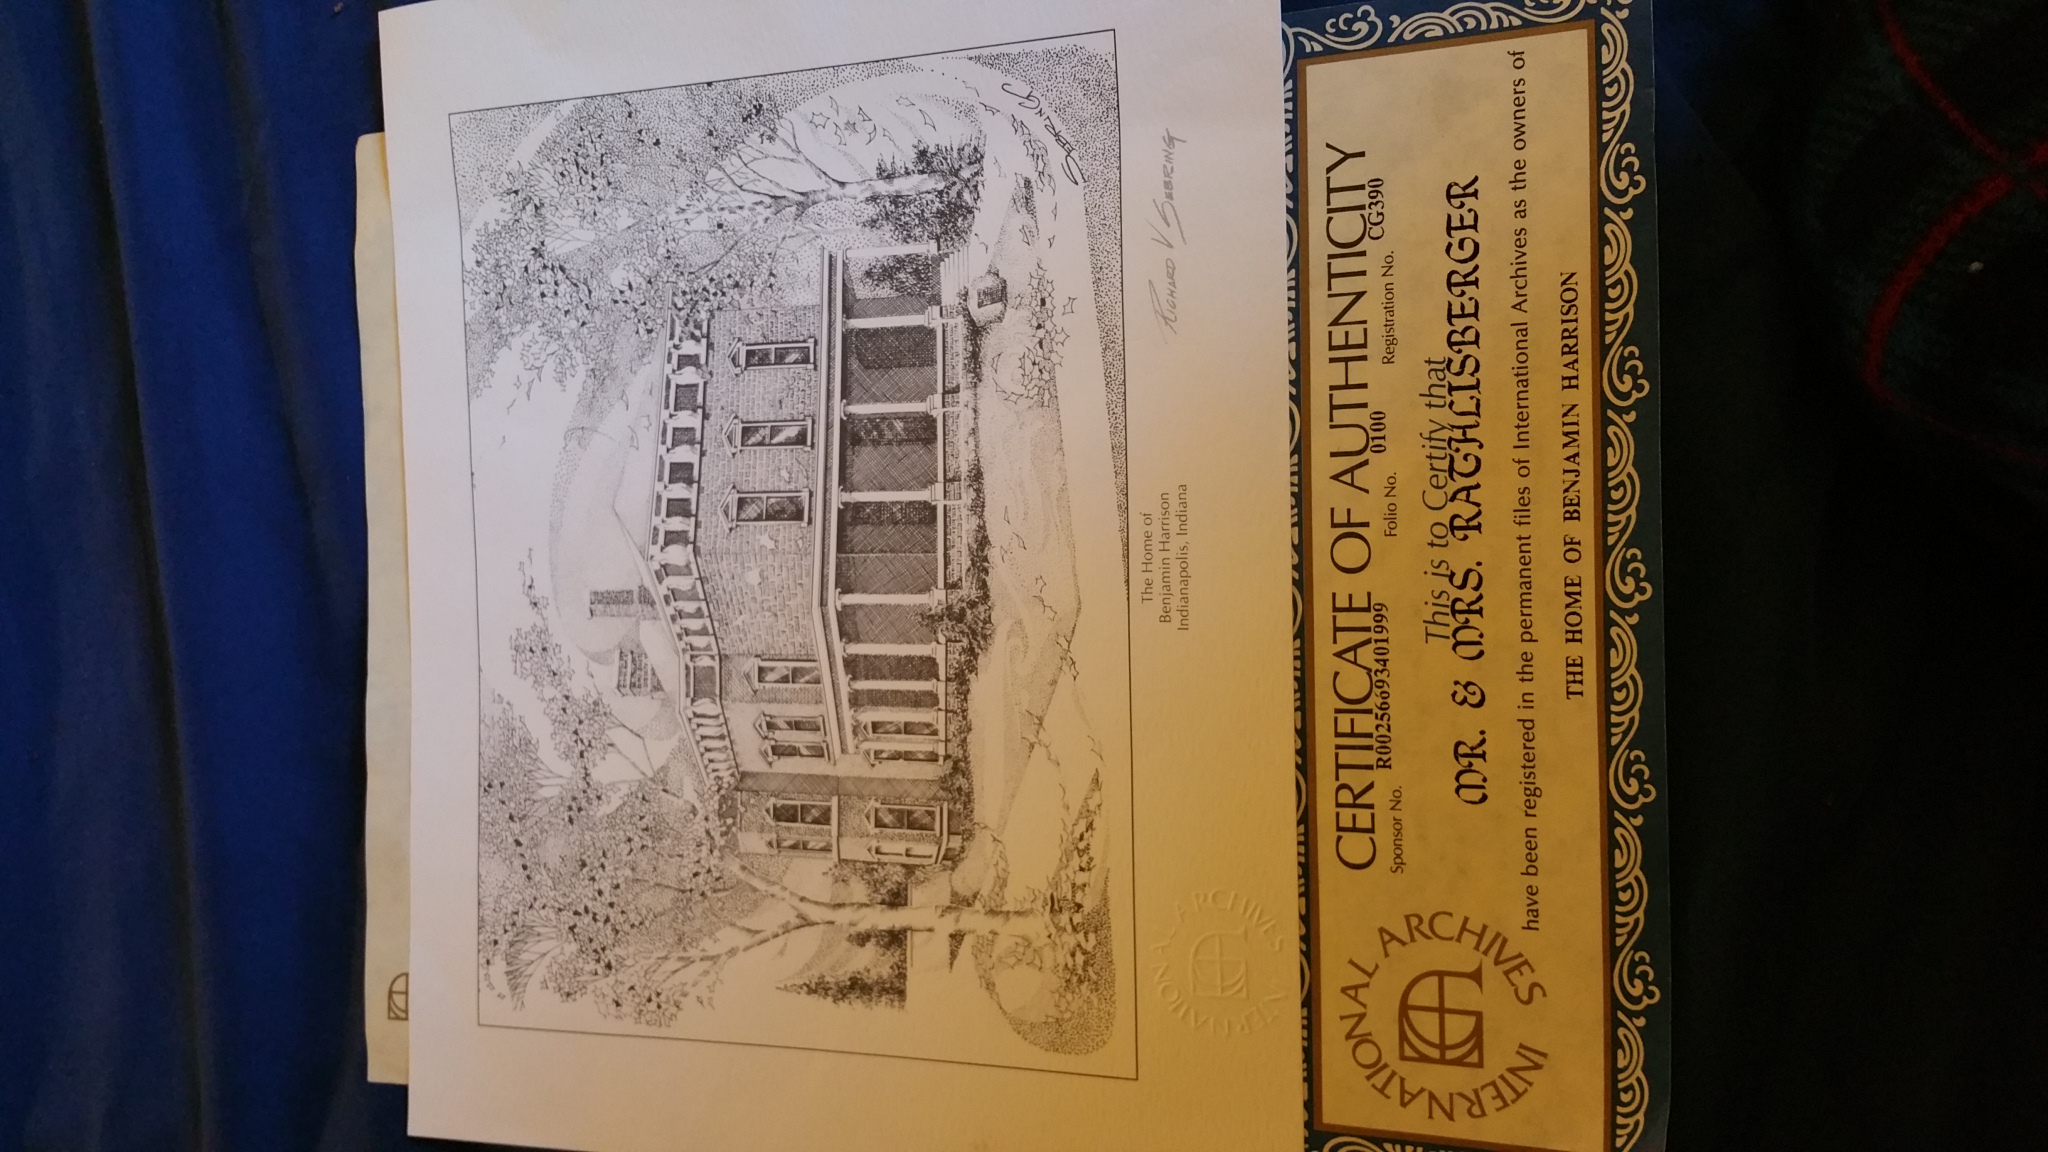 SEBRING
The Home of
Benjamin Harrison
Indianapolis, Indiana
RICHARD V SEBRING
INTERNATIONAL ARCHIVES
INTERNATIONAL ARCHIVES
CERTIFICATE OF AUTHENTICITY
Sponsor No. R00256693401999 Folio No. 0100 Registration No. CG390
This is to Certify that
MR. & MRS. RATHLISBERGER
have been registered in the permanent files of International Archives as the owners of
THE HOME OF BENJAMIN HARRISON